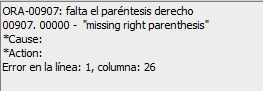 ORA-00907: falta el paréntesis derecho
00907. 00000 -  "missing right parenthesis"
*Cause:
*Action:
Error en la línea: 1, columna: 26